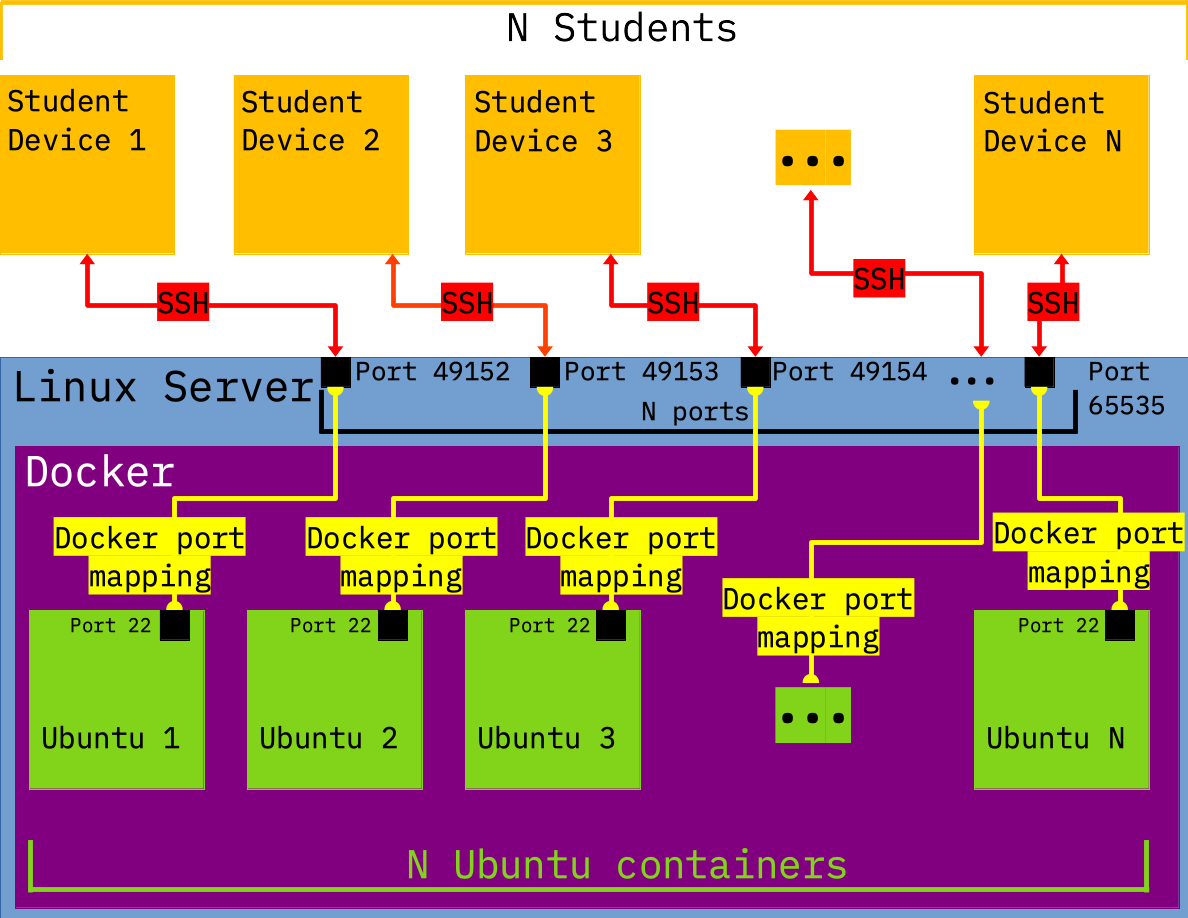 N Students
Student
Device 1
Student
Device 2
Student
Device 3
...
Student
Device N
SSH
SSH
SSH
SSH
SSH
Linux Server
Port 49152
Port 49153
Port 49154
...
Port
65535
N ports
Docker
Docker port
mapping
Docker port
mapping
Docker port
mapping
Docker port
mapping
Docker port
mapping
Port 22
Ubuntu 1
Port 22
Ubuntu 2
Port 22
Ubuntu 3
...
Port 22
Ubuntu N
N Ubuntu containers